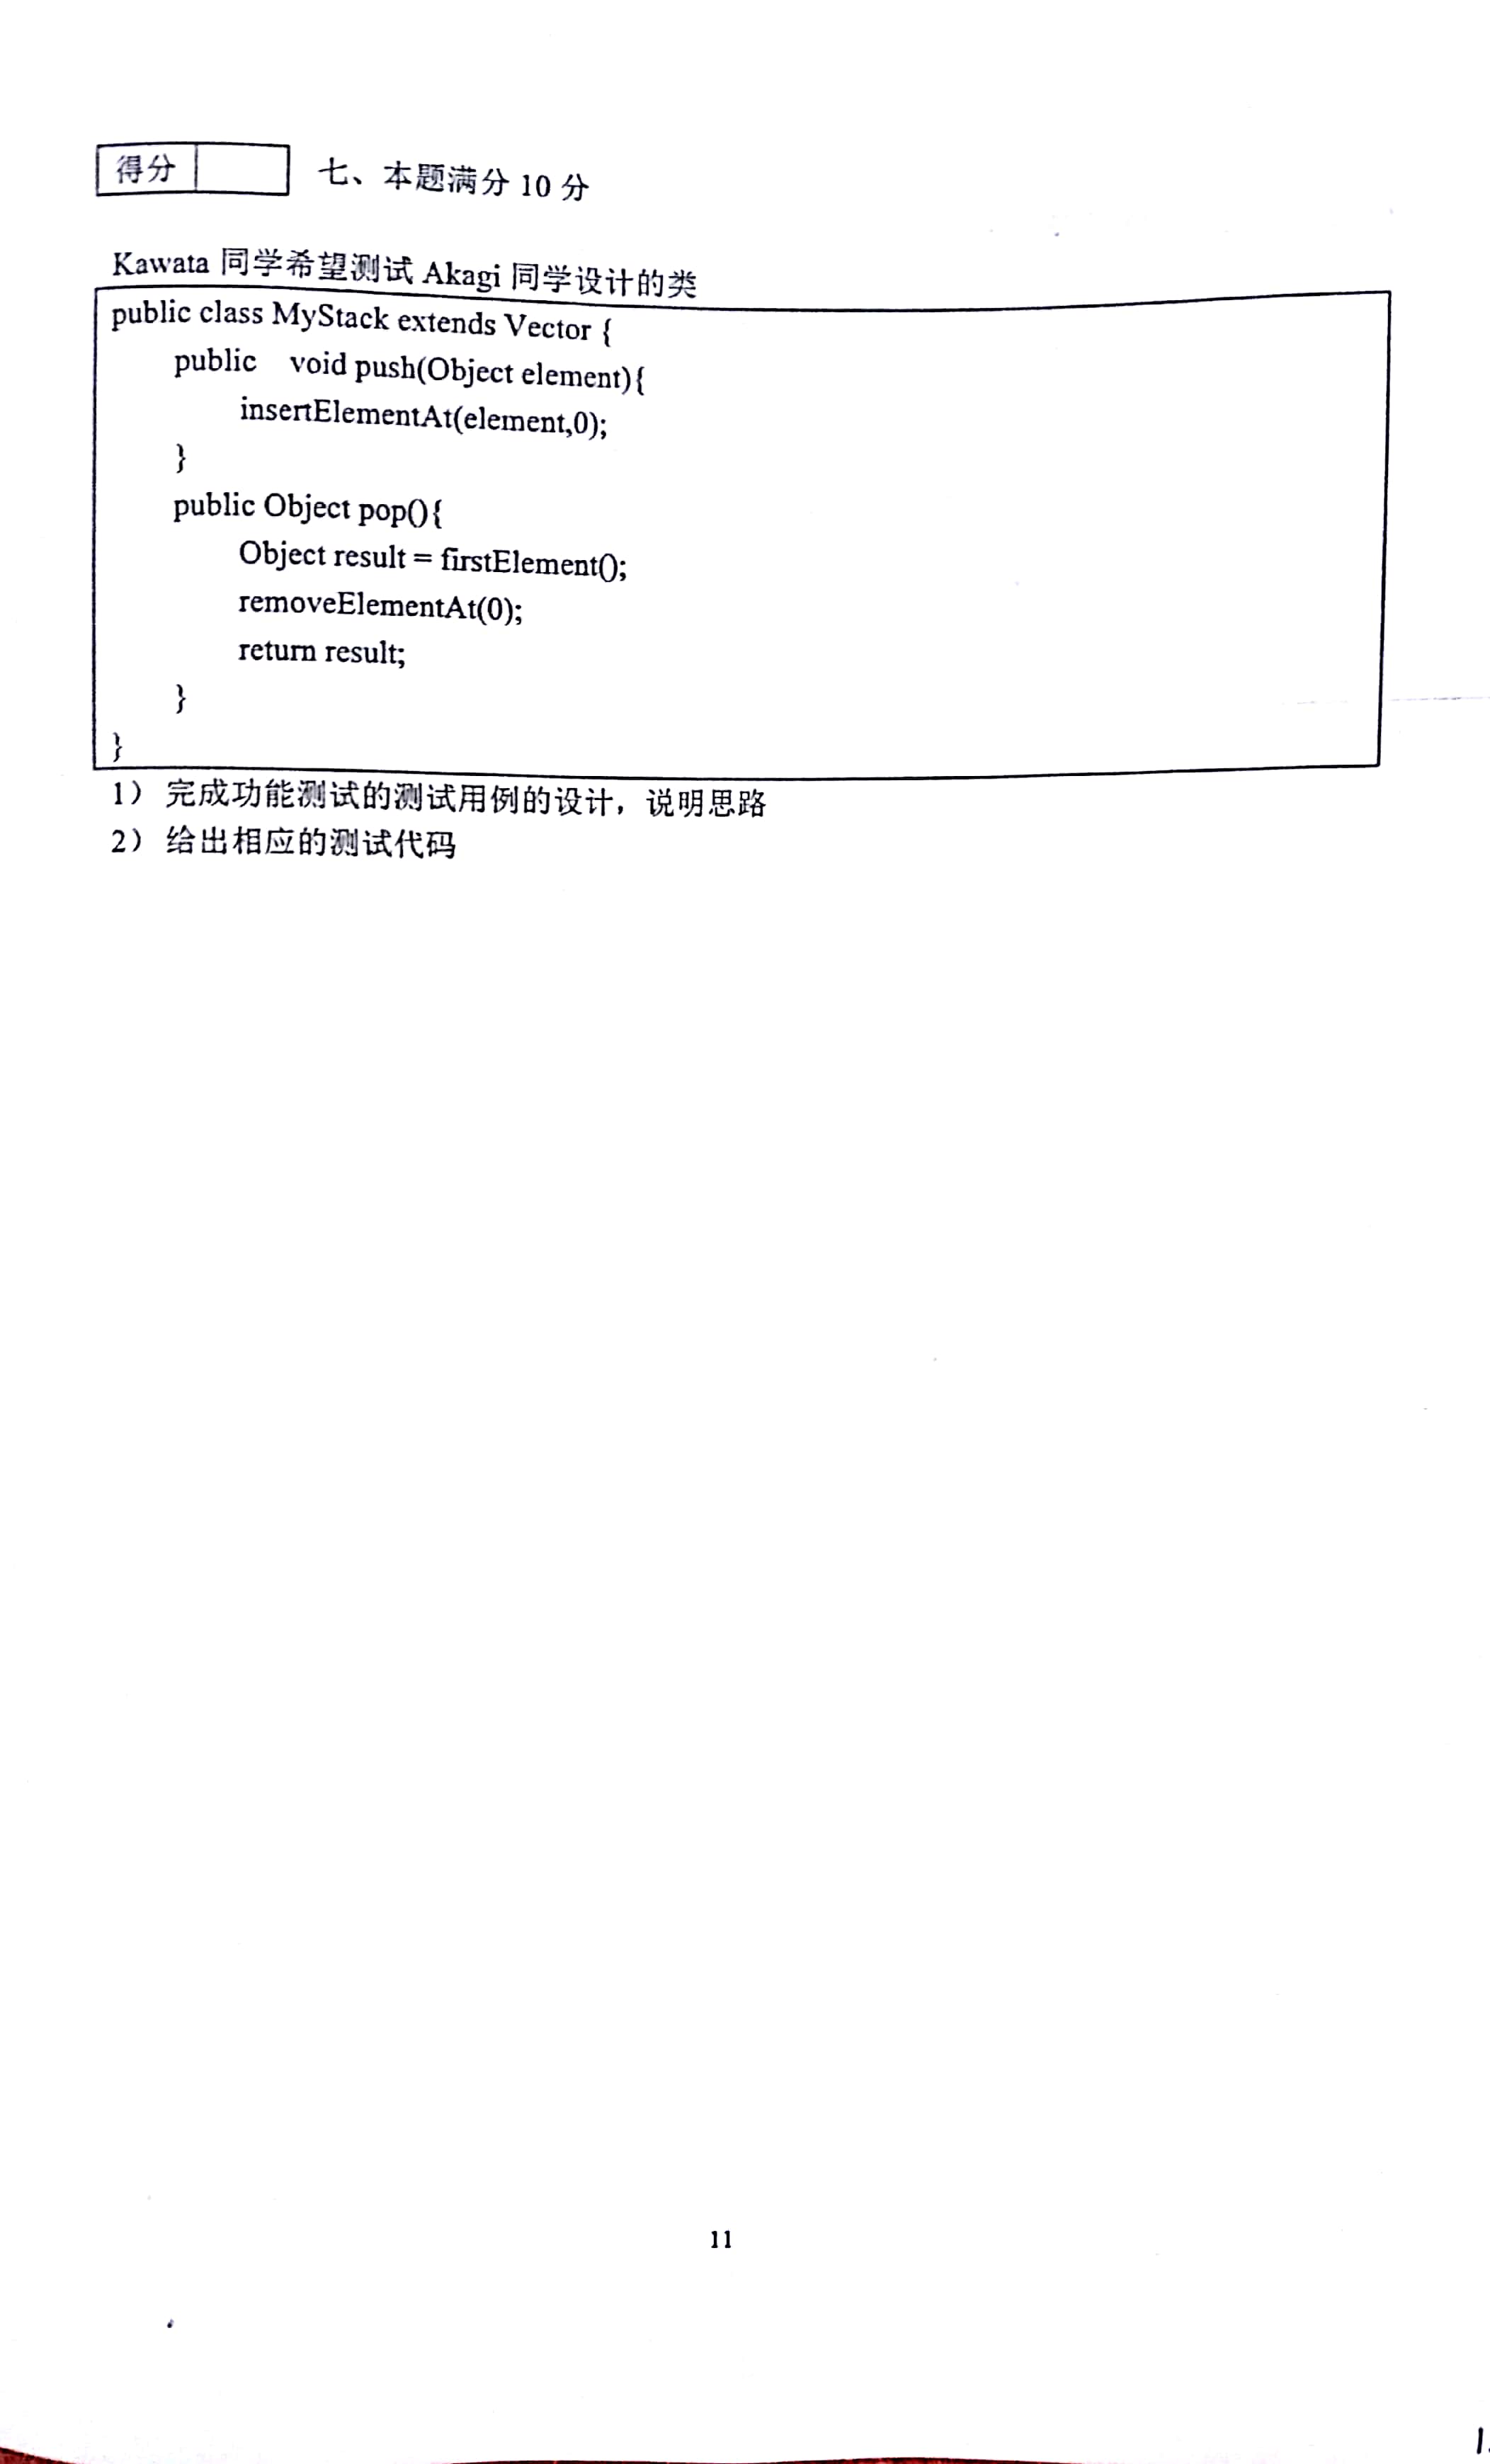 得分 七、本题满分 10 分
Kawata 同学希望测试 Akagi 同学设计的类
public class MyStack extends Vector {
public void push(Object element){
insertElementAt(element,0);
}
public Object pop(){
Object result = firstElement();
removeElementAt(0);
return result;
}
}
1） 完成功能测试的测试用例的设计，说明思路
2） 给出相应的测试代码
11